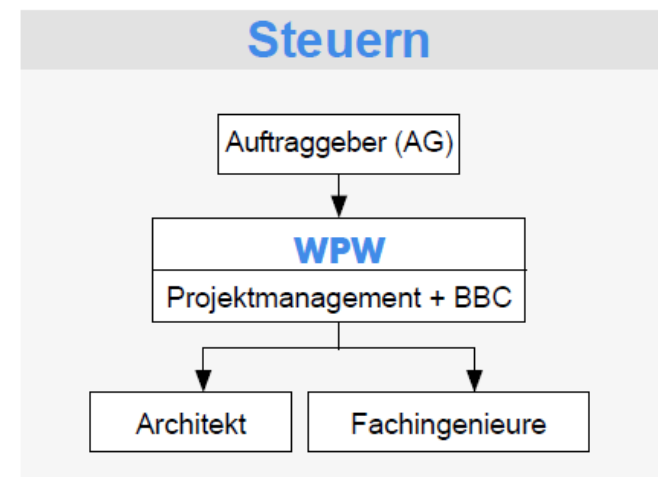 Steuern
Auftraggeber (AG)
WPW
Projektmanagement + BBC
Architekt
Fachingenieure